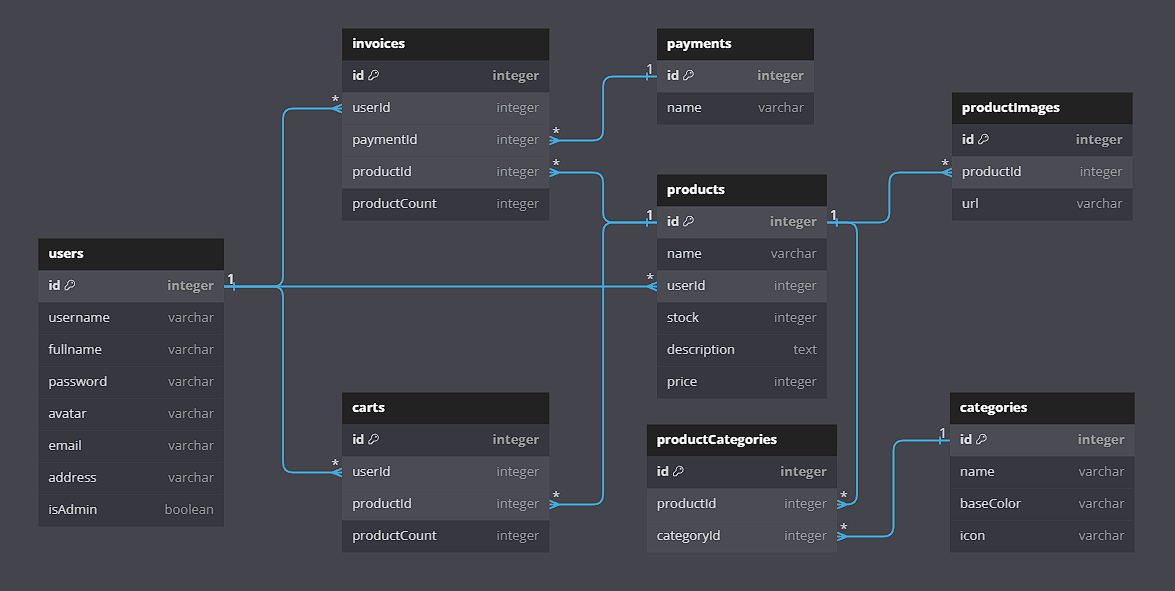 invoices
id integer
* userId integer
paymentId integer *
productId integer *
productCount integer
payments
1 id integer
name varchar
productImages
id integer
* productId integer
url varchar
products
1 id integer 1
name varchar
* userId integer
stock integer
description text
price integer
users
id integer 1
username varchar
fullname varchar
password varchar
avatar varchar
email varchar
address varchar
isAdmin boolean
carts
id integer
* userId integer
productId integer *
productCount integer
productCategories
id integer
productId integer *
categoryId integer *
categories
1 id integer
name varchar
baseColor varchar
icon varchar